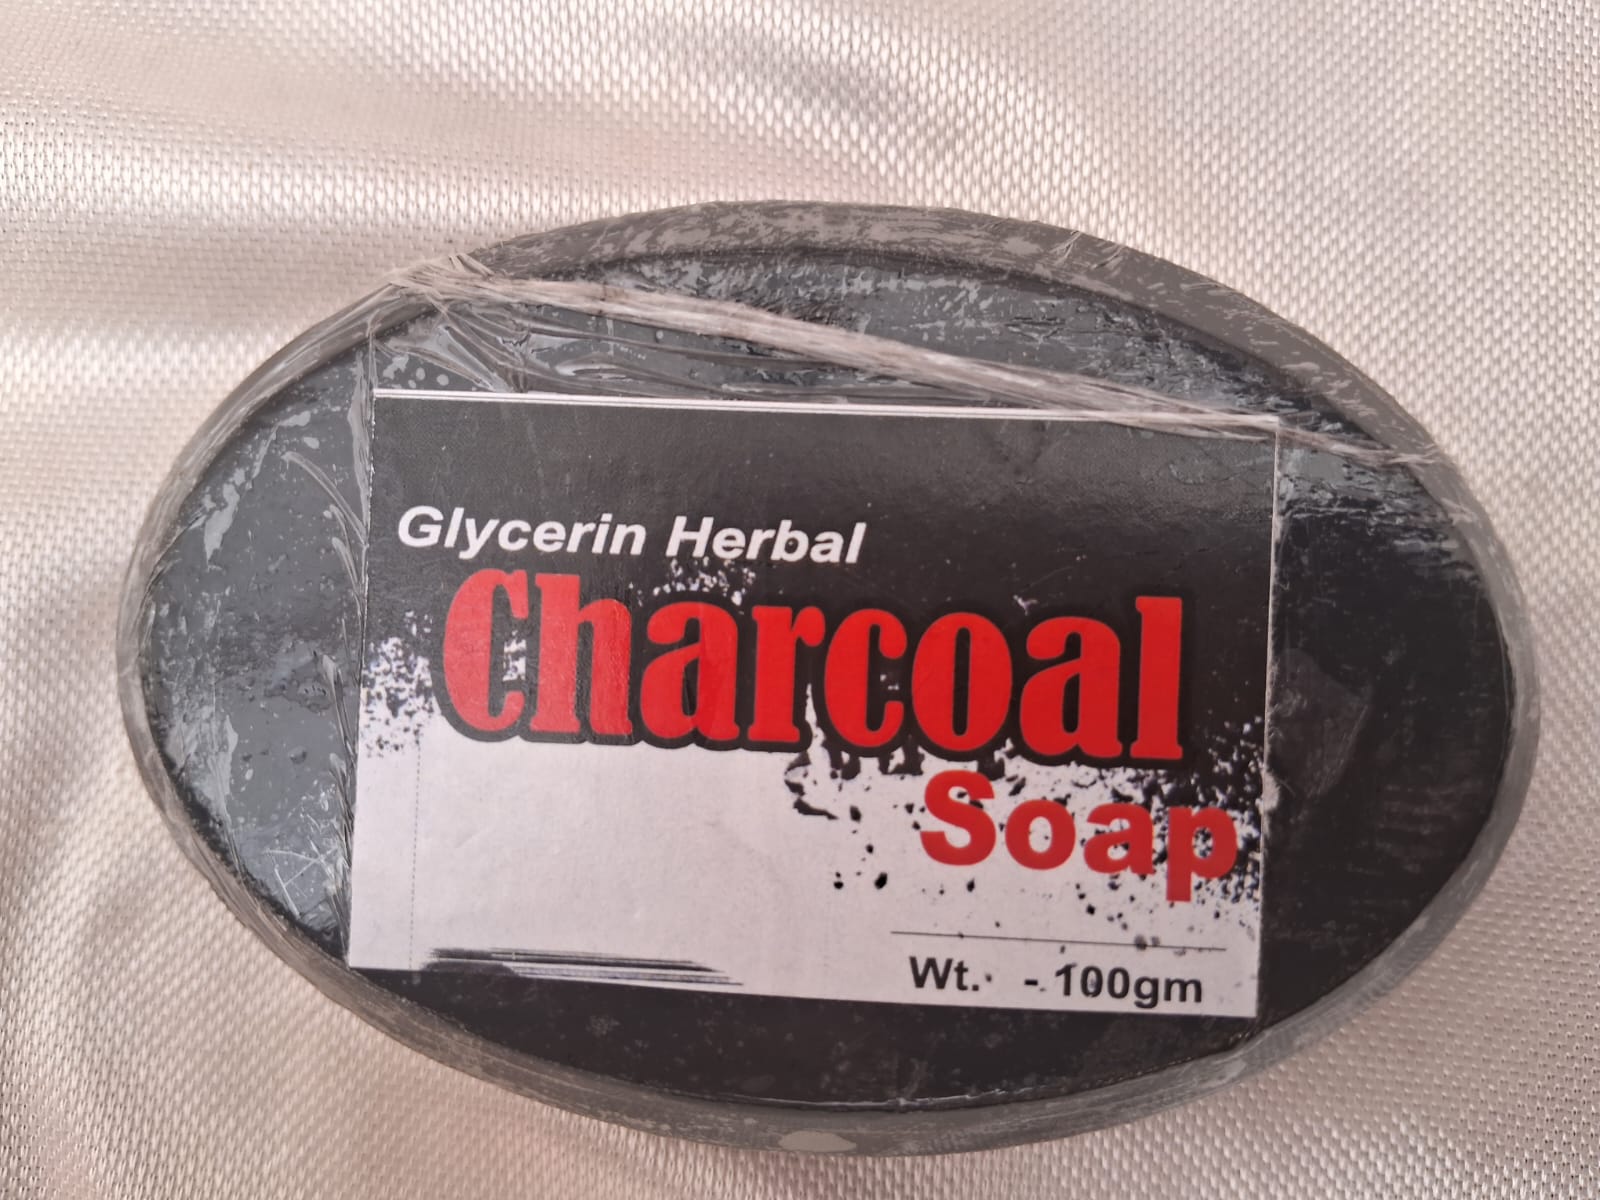 Glycerin Herbal
Charcoal
Soap
Wt. - 100gm